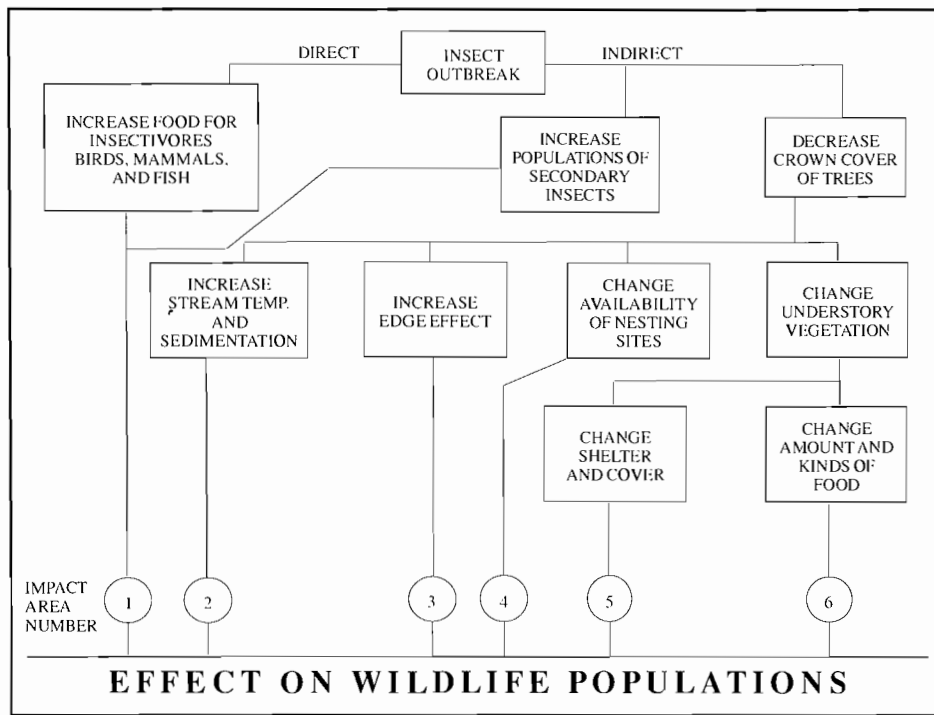 DIRECT
INSECT
OUTBREAK
INDIRECT
INCREASE FOOD FOR
INSECTIVORES
BIRDS, MAMMALS,
AND FISH
INCREASE
POPULATIONS OF
SECONDARY
INSECTS
DECREASE
CROWN COVER
OF TREES
INCREASE
STREAM TEMP.
AND
SEDIMENTATION
INCREASE
EDGE EFFECT
CHANGE
AVAILABILITY
OF NESTING
SITES
CHANGE
UNDERSTORY
VEGETATION
CHANGE
SHELTER
AND COVER
CHANGE
AMOUNT AND
KINDS OF
FOOD
IMPACT
AREA
NUMBER
1
2
3
4
5
6
EFFECT ON WILDLIFE POPULATIONS